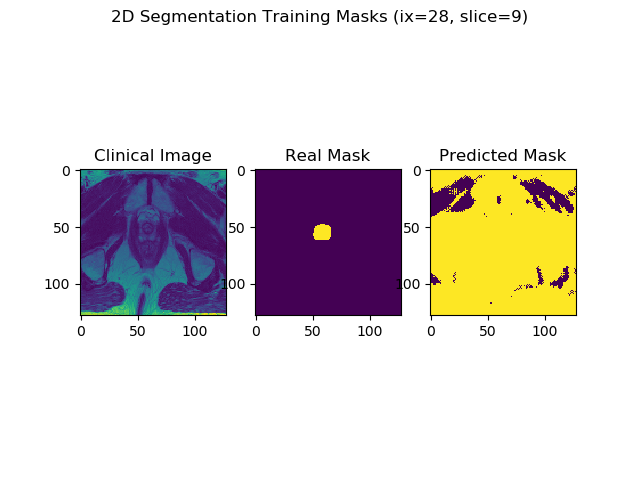 2D Segmentation Training Masks (ix=28, slice=9)
Clinical Image Real Mask Predicted Mask
0 0 0
50 50 50
100 100 100
0 50 100 0 50 100 0 50 100